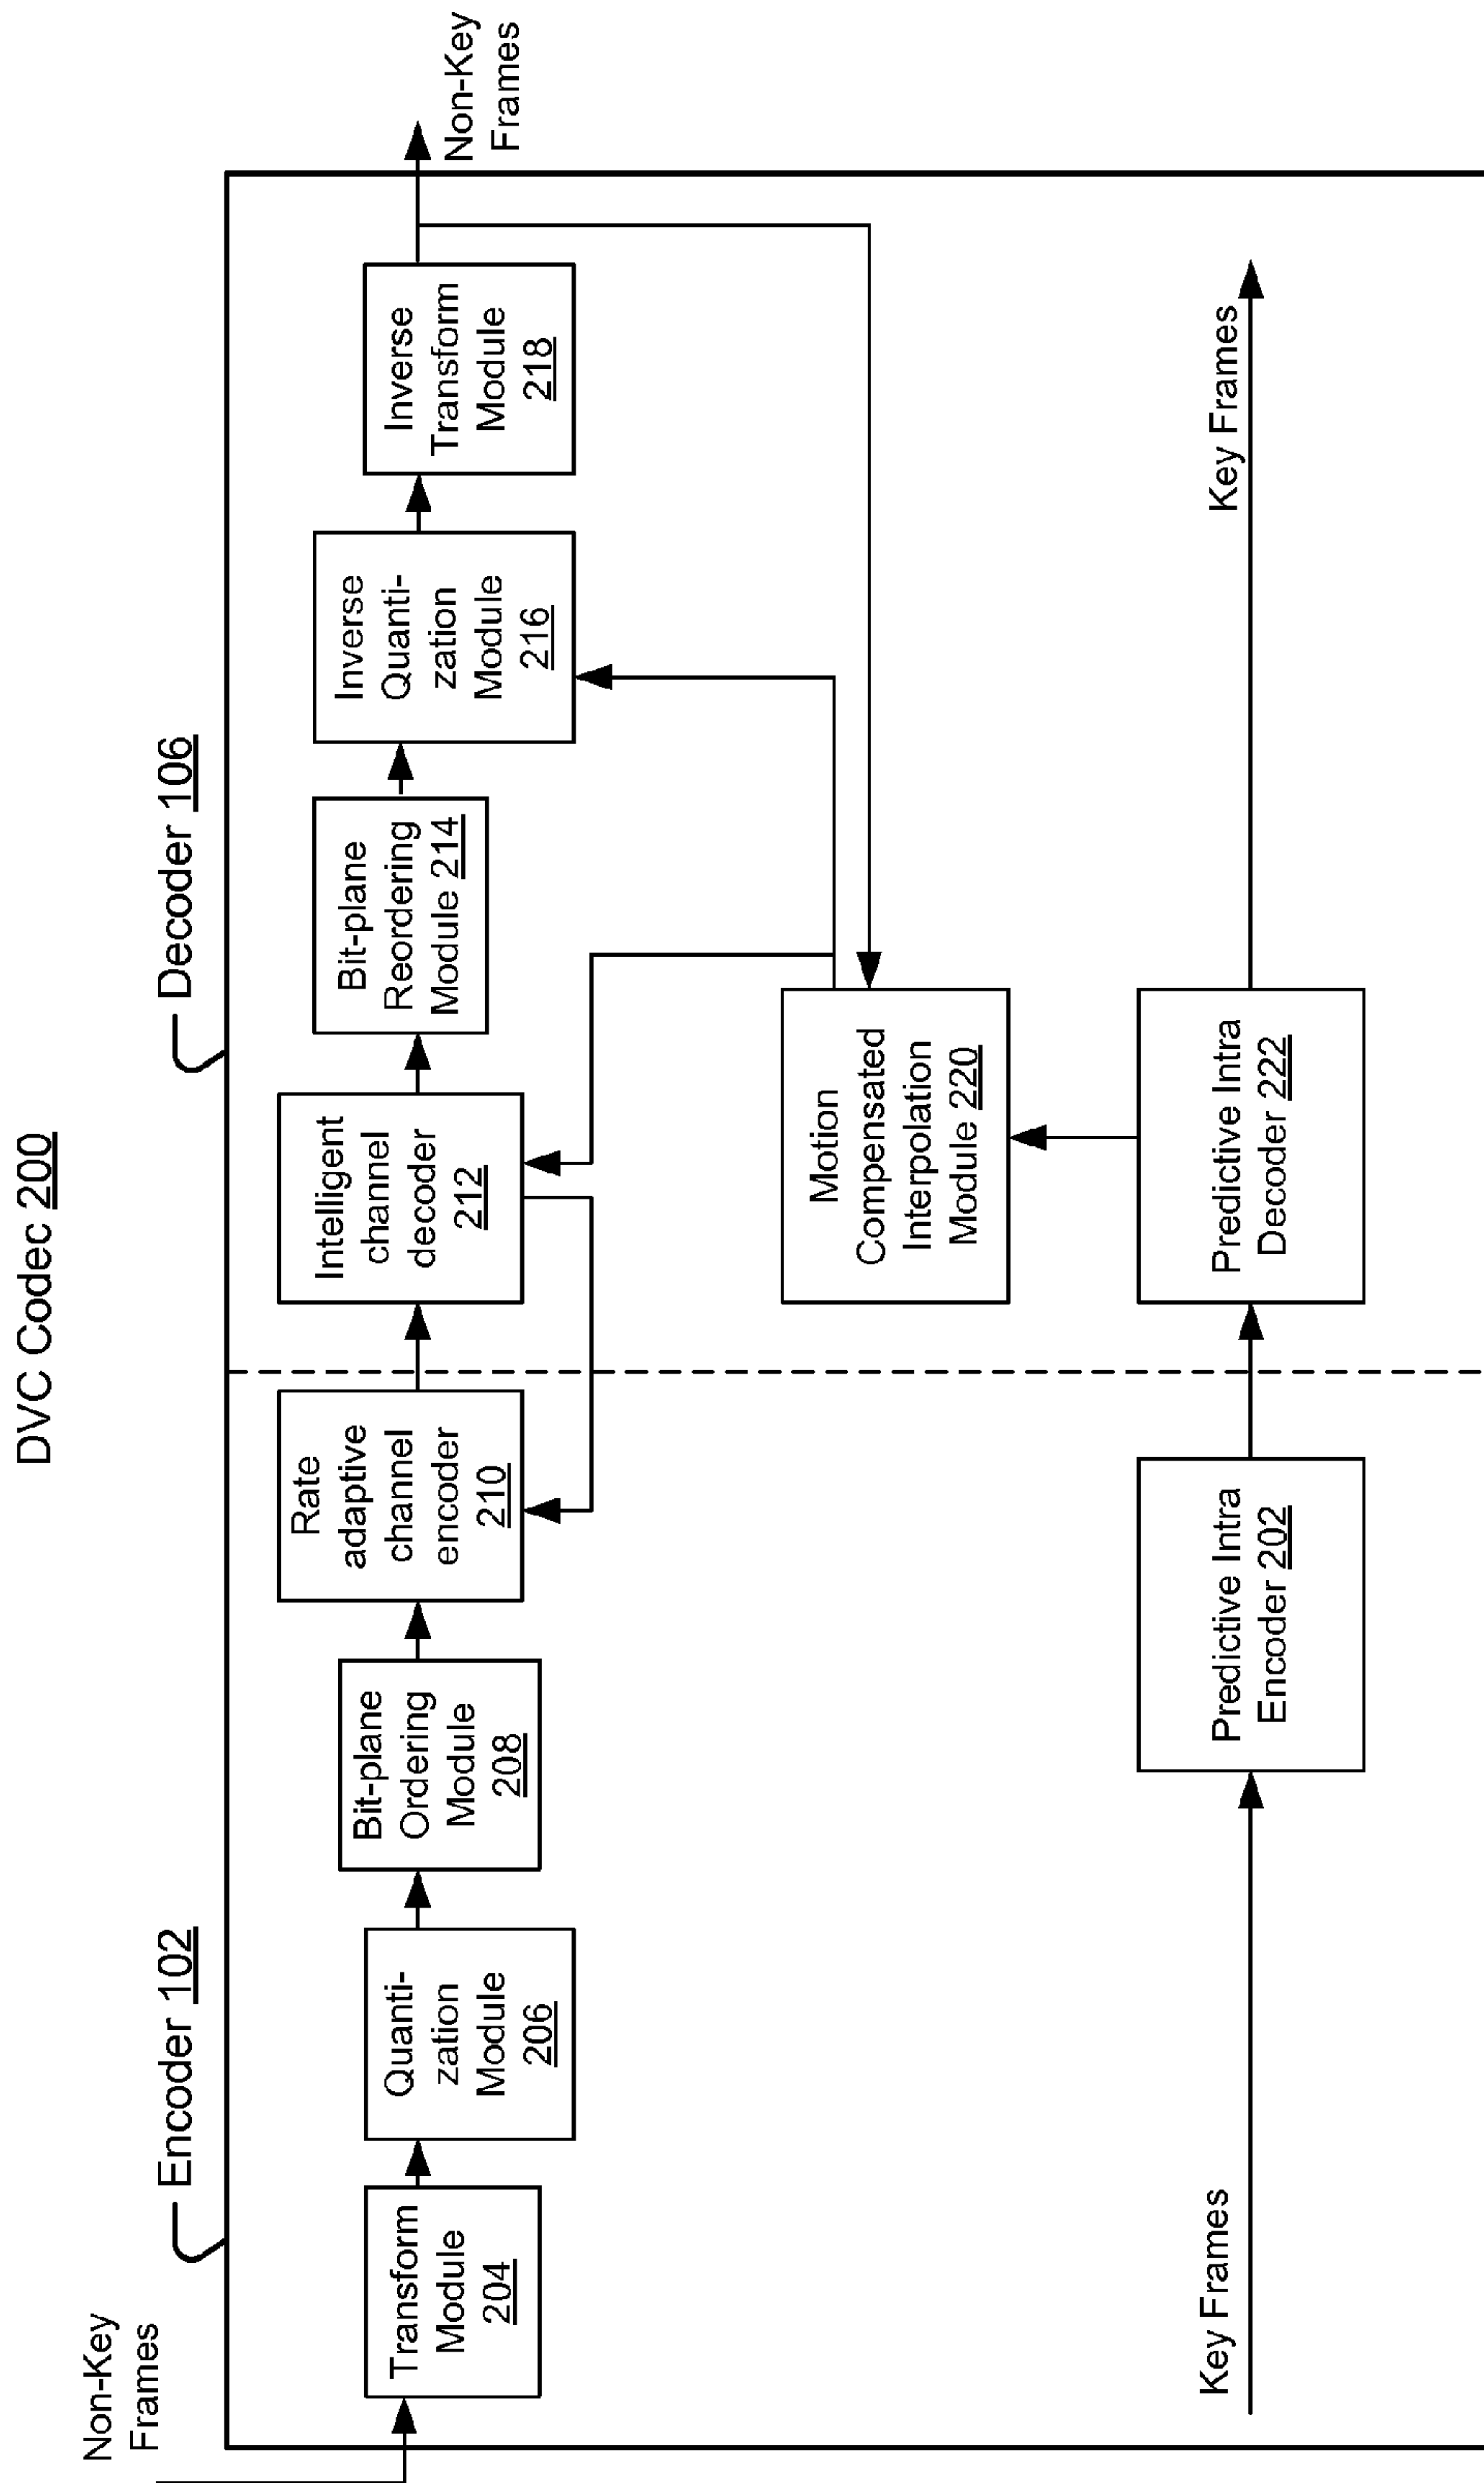 DVC Codec 200
Encoder 102
Decoder 106
Non-Key
Frames
Transform
Module
204
Quanti-
zation
Module
206
Bit-plane
Ordering
Module
208
Rate
adaptive
channel
encoder
210
Intelligent
channel
decoder
212
Bit-plane
Reordering
Module 214
Inverse
Quanti-
zation
Module
216
Inverse
Transform
Module
218
Non-Key
Frames
Motion
Compensated
Interpolation
Module 220
Key Frames
Predictive Intra
Encoder 202
Predictive Intra
Decoder 222
Key Frames